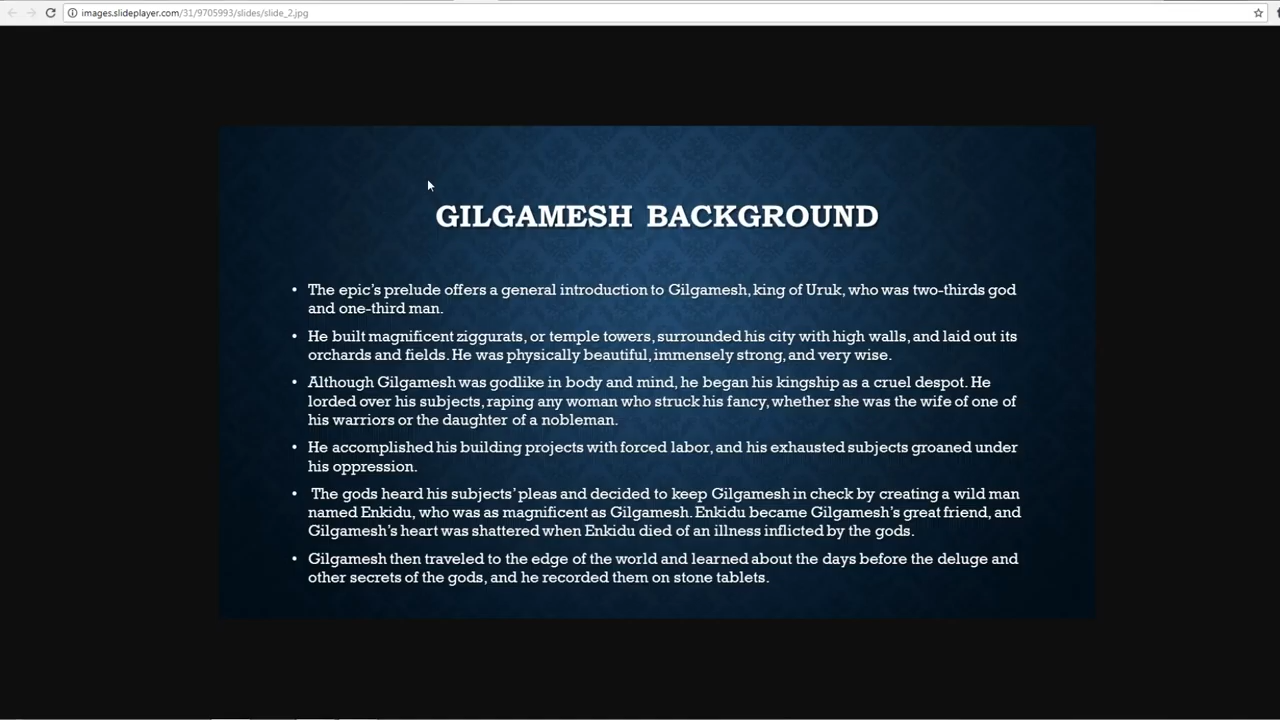 images.slideplayer.com/31/9705993/slides/slide_2.jpg
GILGAMESH BACKGROUND
• The epic's prelude offers a general introduction to Gilgamesh, king of Uruk, who was two-thirds god
and one-third man.
• He built magnificent ziggurats, or temple towers, surrounded his city with high walls, and laid out its
orchards and fields. He was physically beautiful, immensely strong, and very wise.
• Although Gilgamesh was godlike in body and mind, he began his kingship as a cruel despot. He
lorded over his subjects, raping any woman who struck his fancy, whether she was the wife of one of
his warriors or the daughter of a nobleman.
• He accomplished his building projects with forced labor, and his exhausted subjects groaned under
his oppression.
• The gods heard his subjects' pleas and decided to keep Gilgamesh in check by creating a wild man
named Enkidu, who was as magnificent as Gilgamesh. Enkidu became Gilgamesh's great friend, and
Gilgamesh's heart was shattered when Enkidu died of an illness inflicted by the gods.
• Gilgamesh then traveled to the edge of the world and learned about the days before the deluge and
other secrets of the gods, and he recorded them on stone tablets.